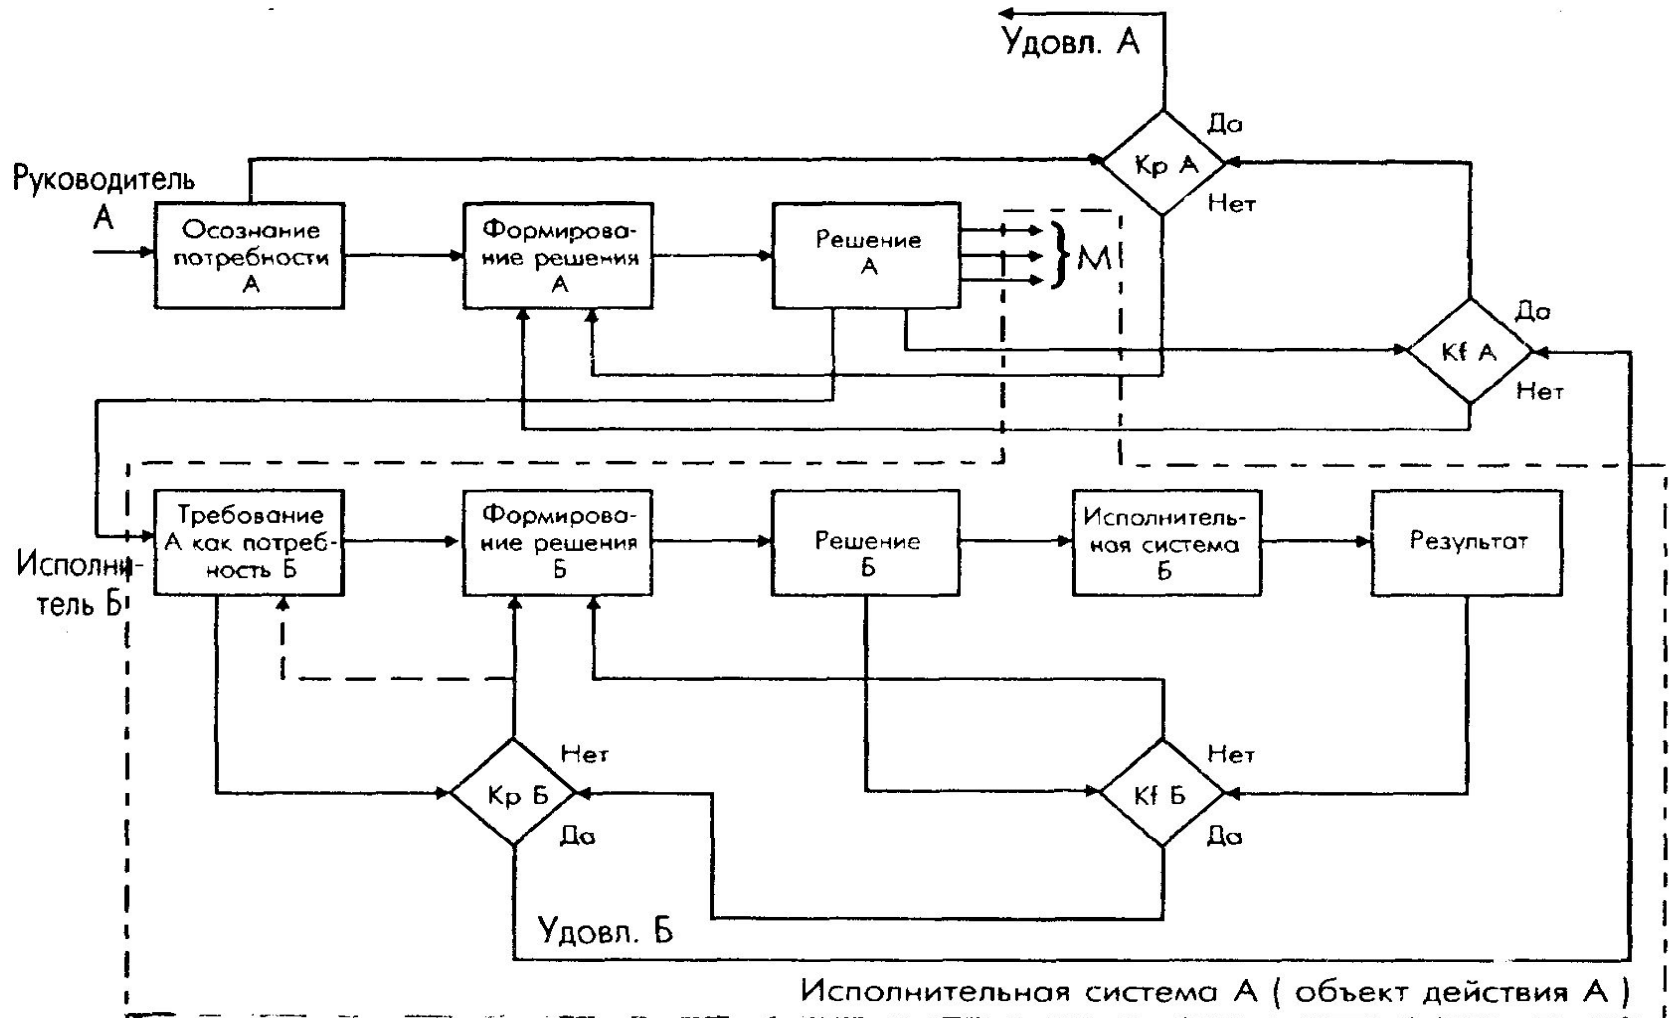 Удовл. А
Да
Кр А
Нет
Руководитель
А
Осознание
потребности
А
Формирова-
ние решения
А
Решение
А
} М
Да
Kf А
Нет
Требование
А как потреб-
ность Б
Формирова-
ние решения
Б
Решение
Б
Исполнитель-
ная система
Б
Результат
Исполни-
тель Б
Нет
Кр Б
Да
Нет
Kf Б
Да
Удовл. Б
Исполнительная система А ( объект действия А )